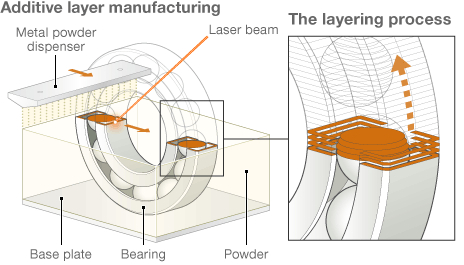 Additive layer manufacturing
Metal powder
dispenser
Laser beam
The layering process
Base plate
Bearing
Powder